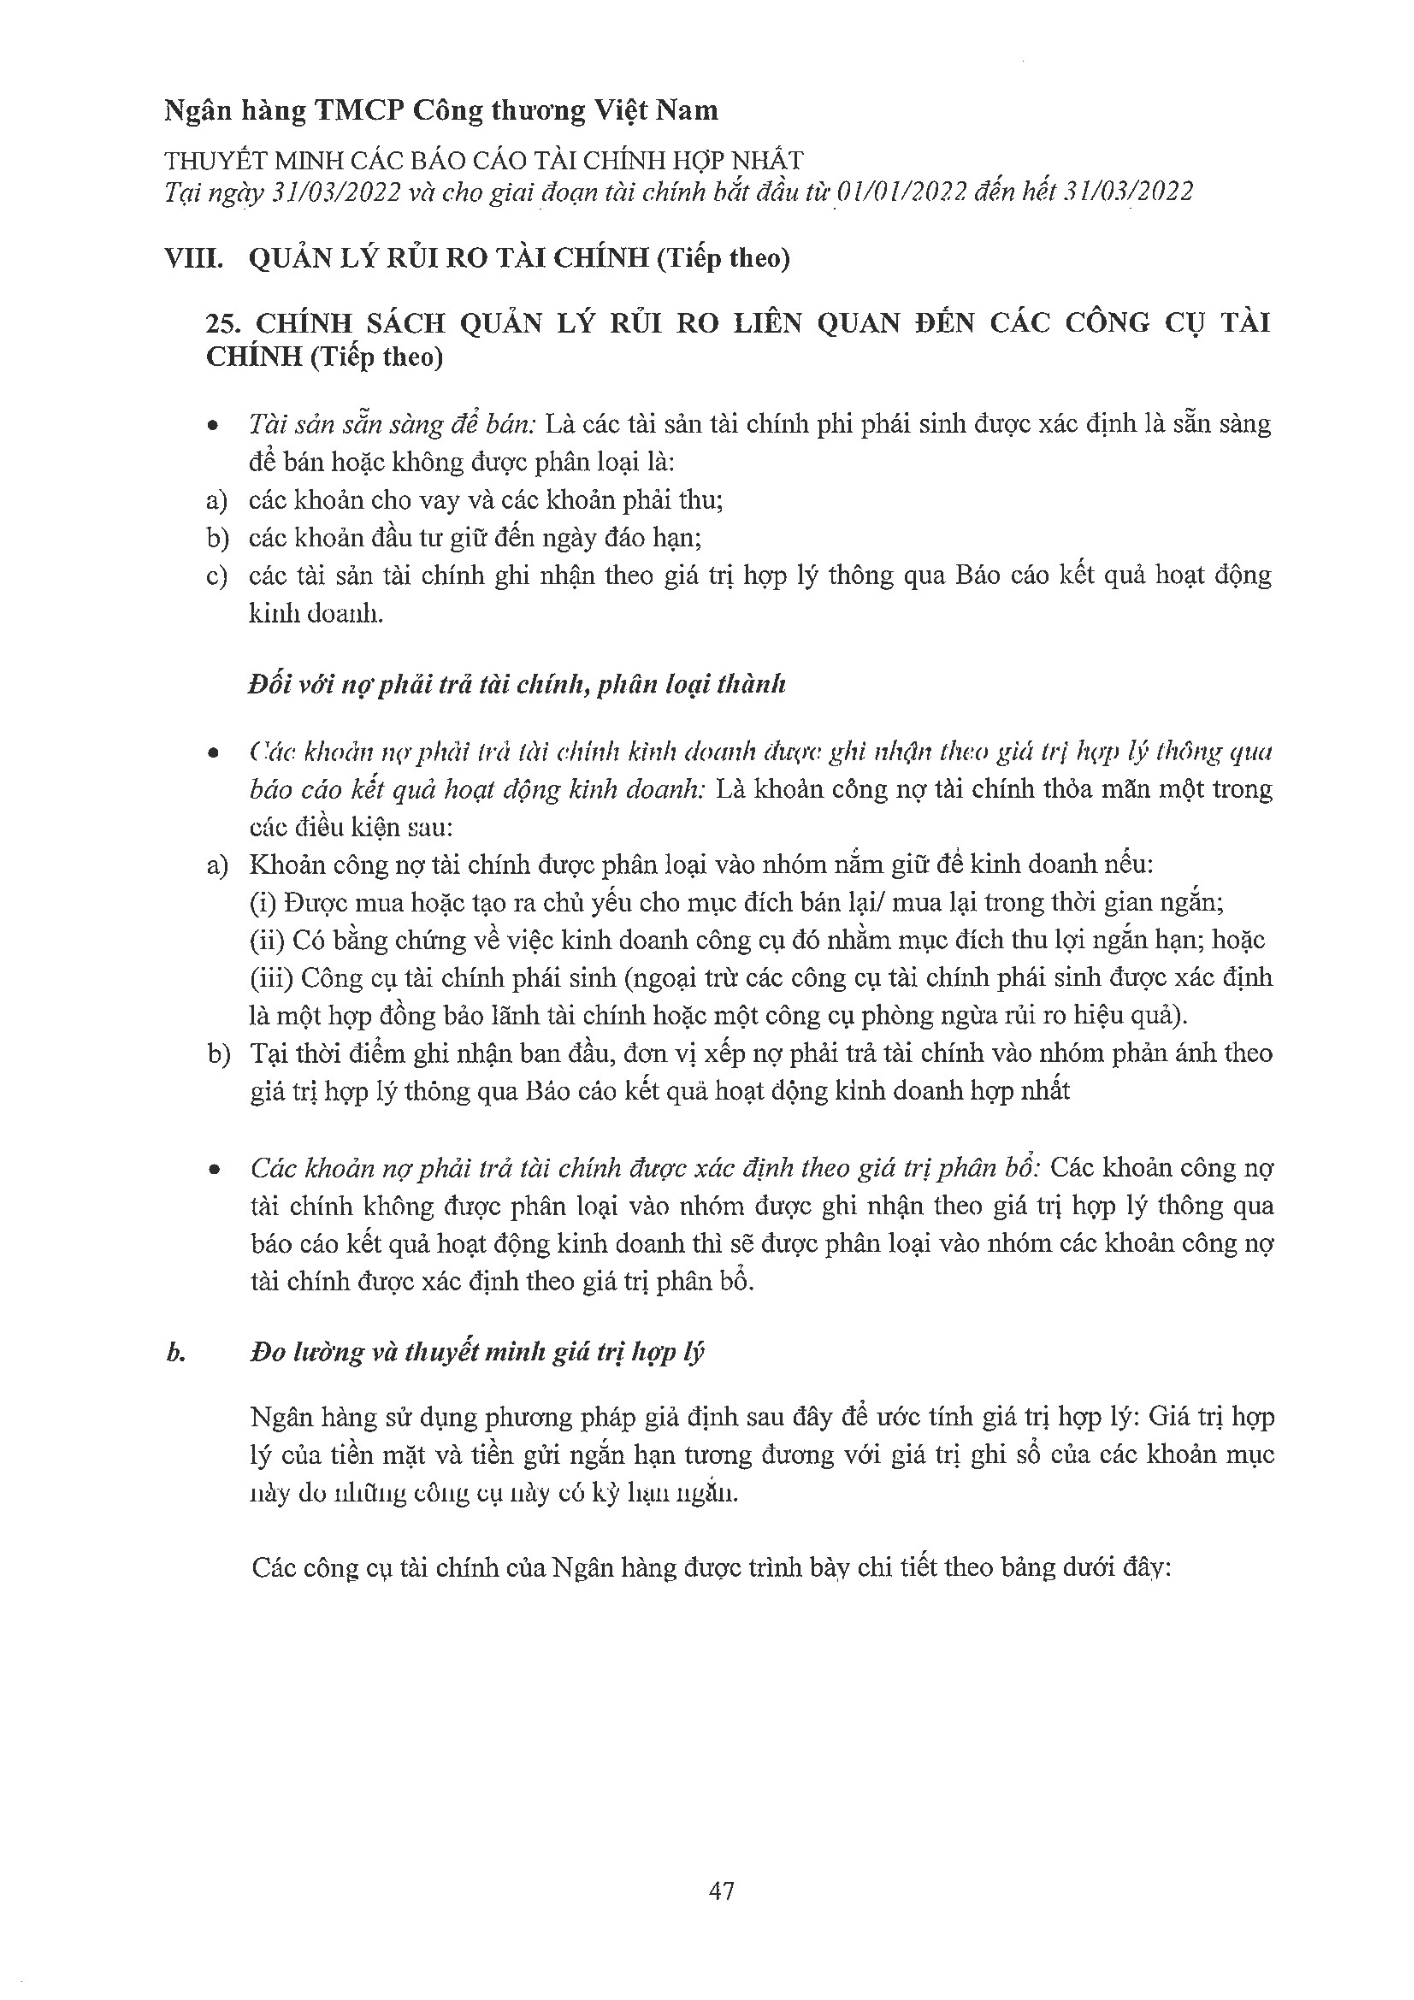 Ngân hàng TMCP Công thương Việt Nam
THUYẾT MINH CÁC BÁO CÁO TÀI CHÍNH HỢP NHẤT
Tại ngày 31/03/2022 và cho giai đoạn tài chính bắt đầu từ 01/01/2022 đến hết 31/03/2022
VIII. QUẢN LÝ RỦI RO TÀI CHÍNH (Tiếp theo)
25. CHÍNH SÁCH QUẢN LÝ RỦI RO LIÊN QUAN ĐẾN CÁC CÔNG CỤ TÀI
CHÍNH (Tiếp theo)
• Tài sản sẵn sàng để bán: Là các tài sản tài chính phi phái sinh được xác định là sẵn sàng
để bán hoặc không được phân loại là:
a) các khoản cho vay và các khoản phải thu;
b) các khoản đầu tư giữ đến ngày đáo hạn;
c) các tài sản tài chính ghi nhận theo giá trị hợp lý thông qua Báo cáo kết quả hoạt động
kinh doanh.
Đối với nợ phải trả tài chính, phân loại thành
• Các khoản nợ phải trả tài chính kinh doanh được ghi nhận theo giá trị hợp lý thông qua
báo cáo kết quả hoạt động kinh doanh: Là khoản công nợ tài chính thỏa mãn một trong
các điều kiện sau:
a) Khoản công nợ tài chính được phân loại vào nhóm nắm giữ để kinh doanh nếu:
(i) Được mua hoặc tạo ra chủ yếu cho mục đích bán lại/ mua lại trong thời gian ngắn;
(ii) Có bằng chứng về việc kinh doanh công cụ đó nhằm mục đích thu lợi ngắn hạn; hoặc
(iii) Công cụ tài chính phái sinh (ngoại trừ các công cụ tài chính phái sinh được xác định
là một hợp đồng bảo lãnh tài chính hoặc một công cụ phòng ngừa rủi ro hiệu quả).
b) Tại thời điểm ghi nhận ban đầu, đơn vị xếp nợ phải trả tài chính vào nhóm phản ánh theo
giá trị hợp lý thông qua Báo cáo kết quả hoạt động kinh doanh hợp nhất
• Các khoản nợ phải trả tài chính được xác định theo giá trị phân bổ: Các khoản công nợ
tài chính không được phân loại vào nhóm được ghi nhận theo giá trị hợp lý thông qua
báo cáo kết quả hoạt động kinh doanh thì sẽ được phân loại vào nhóm các khoản công nợ
tài chính được xác định theo giá trị phân bổ.
b. Đo lường và thuyết minh giá trị hợp lý
Ngân hàng sử dụng phương pháp giả định sau đây để ước tính giá trị hợp lý: Giá trị hợp
lý của tiền mặt và tiền gửi ngắn hạn tương đương với giá trị ghi sổ của các khoản mục
này do những công cụ này có kỳ hạn ngắn.
Các công cụ tài chính của Ngân hàng được trình bày chi tiết theo bảng dưới đây:
47